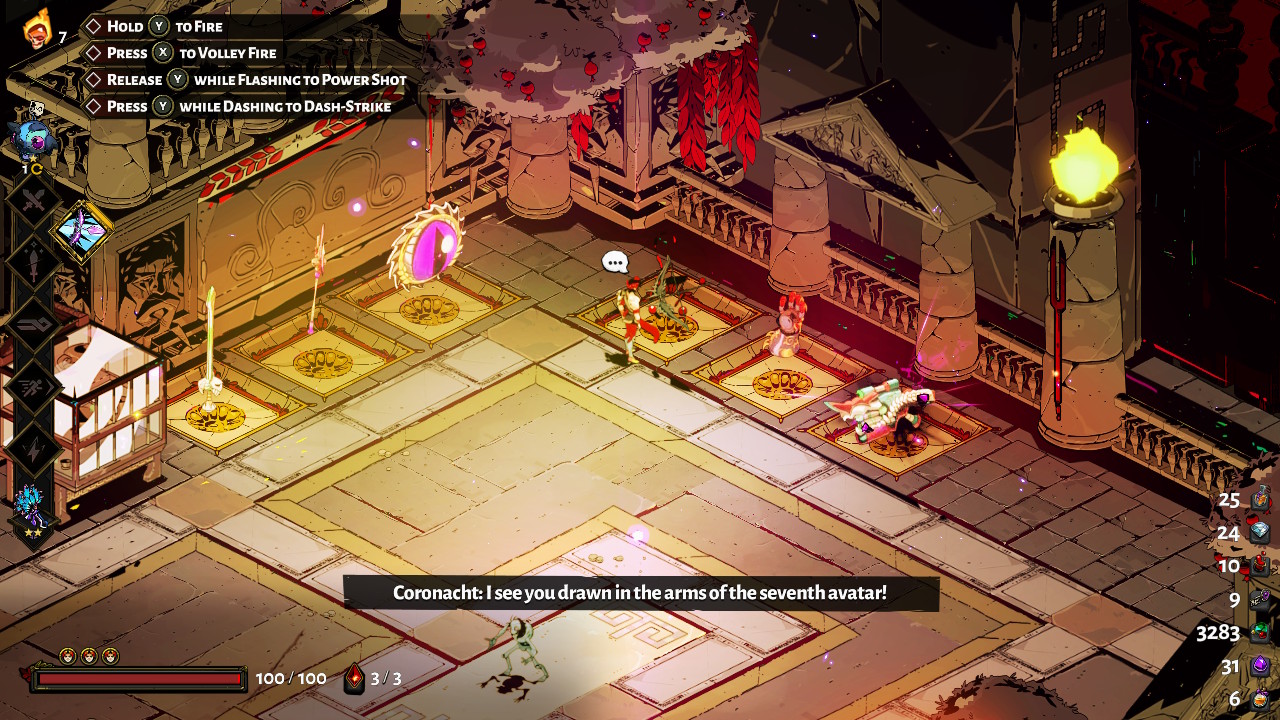 7
Hold Y to Fire
Press X to Volley Fire
Release Y while Flashing to Power Shot
Press Y while Dashing to Dash-Strike
1
25
24
10
9
3283
31
6
Coronacht: I see you drawn in the arms of the seventh avatar!
100 / 100
3 / 3